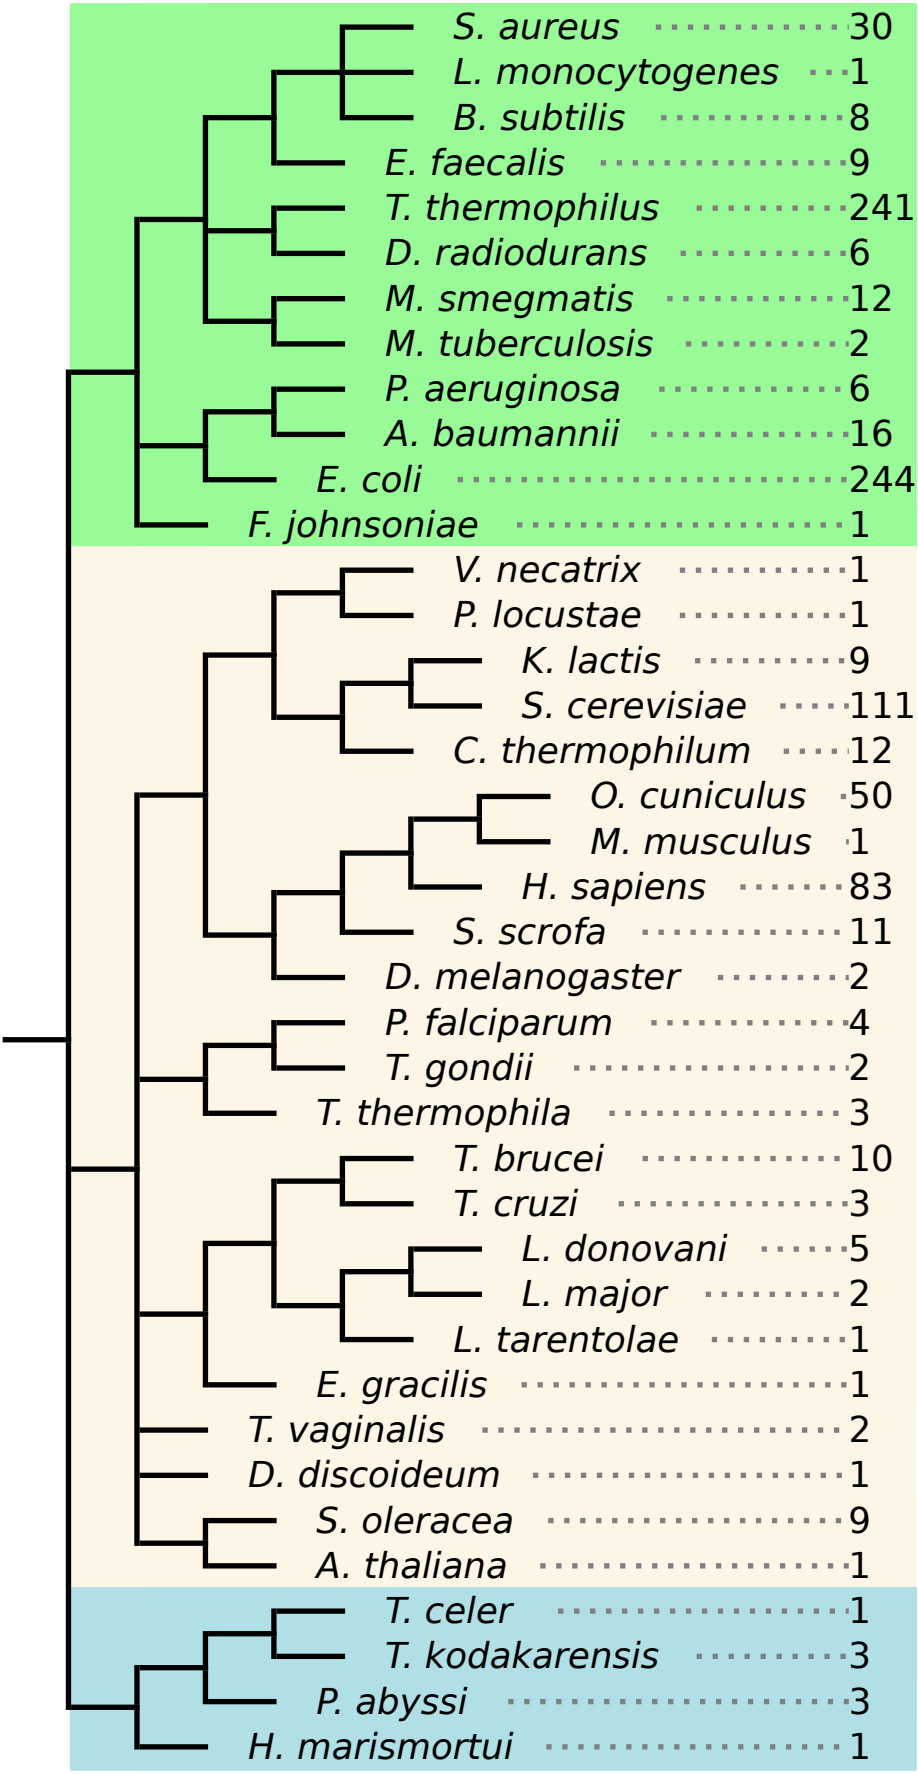 S. aureus 30
L. monocytogenes 1
B. subtilis 8
E. faecalis 9
T. thermophilus 241
D. radiodurans 6
M. smegmatis 12
M. tuberculosis 2
P. aeruginosa 6
A. baumannii 16
E. coli 244
F. johnsoniae 1
V. necatrix 1
P. locustae 1
K. lactis 9
S. cerevisiae 111
C. thermophilum 12
O. cuniculus 50
M. musculus 1
H. sapiens 83
S. scrofa 11
D. melanogaster 2
P. falciparum 4
T. gondii 2
T. thermophila 3
T. brucei 10
T. cruzi 3
L. donovani 5
L. major 2
L. tarentolae 1
E. gracilis 1
T. vaginalis 2
D. discoideum 1
S. oleracea 9
A. thaliana 1
T. celer 1
T. kodakarensis 3
P. abyssi 3
H. marismortui 1